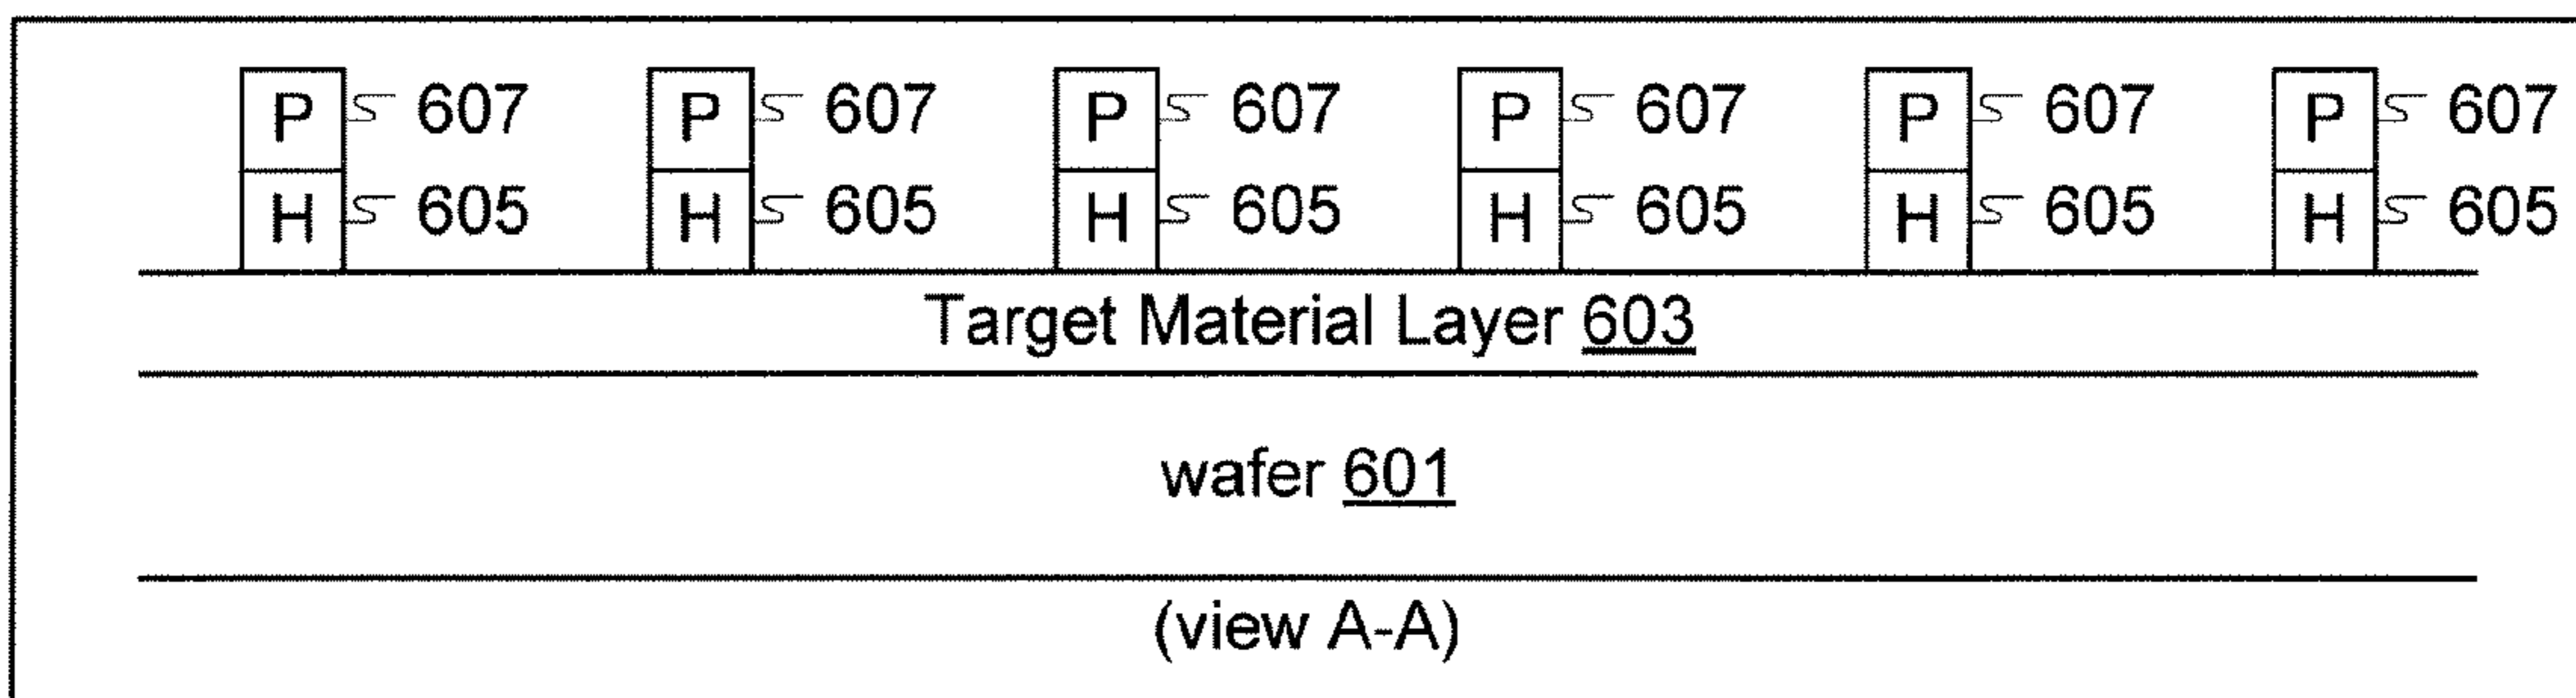 P 607 P 607 P 607 P 607 P 607 P 607
H 605 H 605 H 605 H 605 H 605 H 605
Target Material Layer 603
wafer 601
(view A-A)